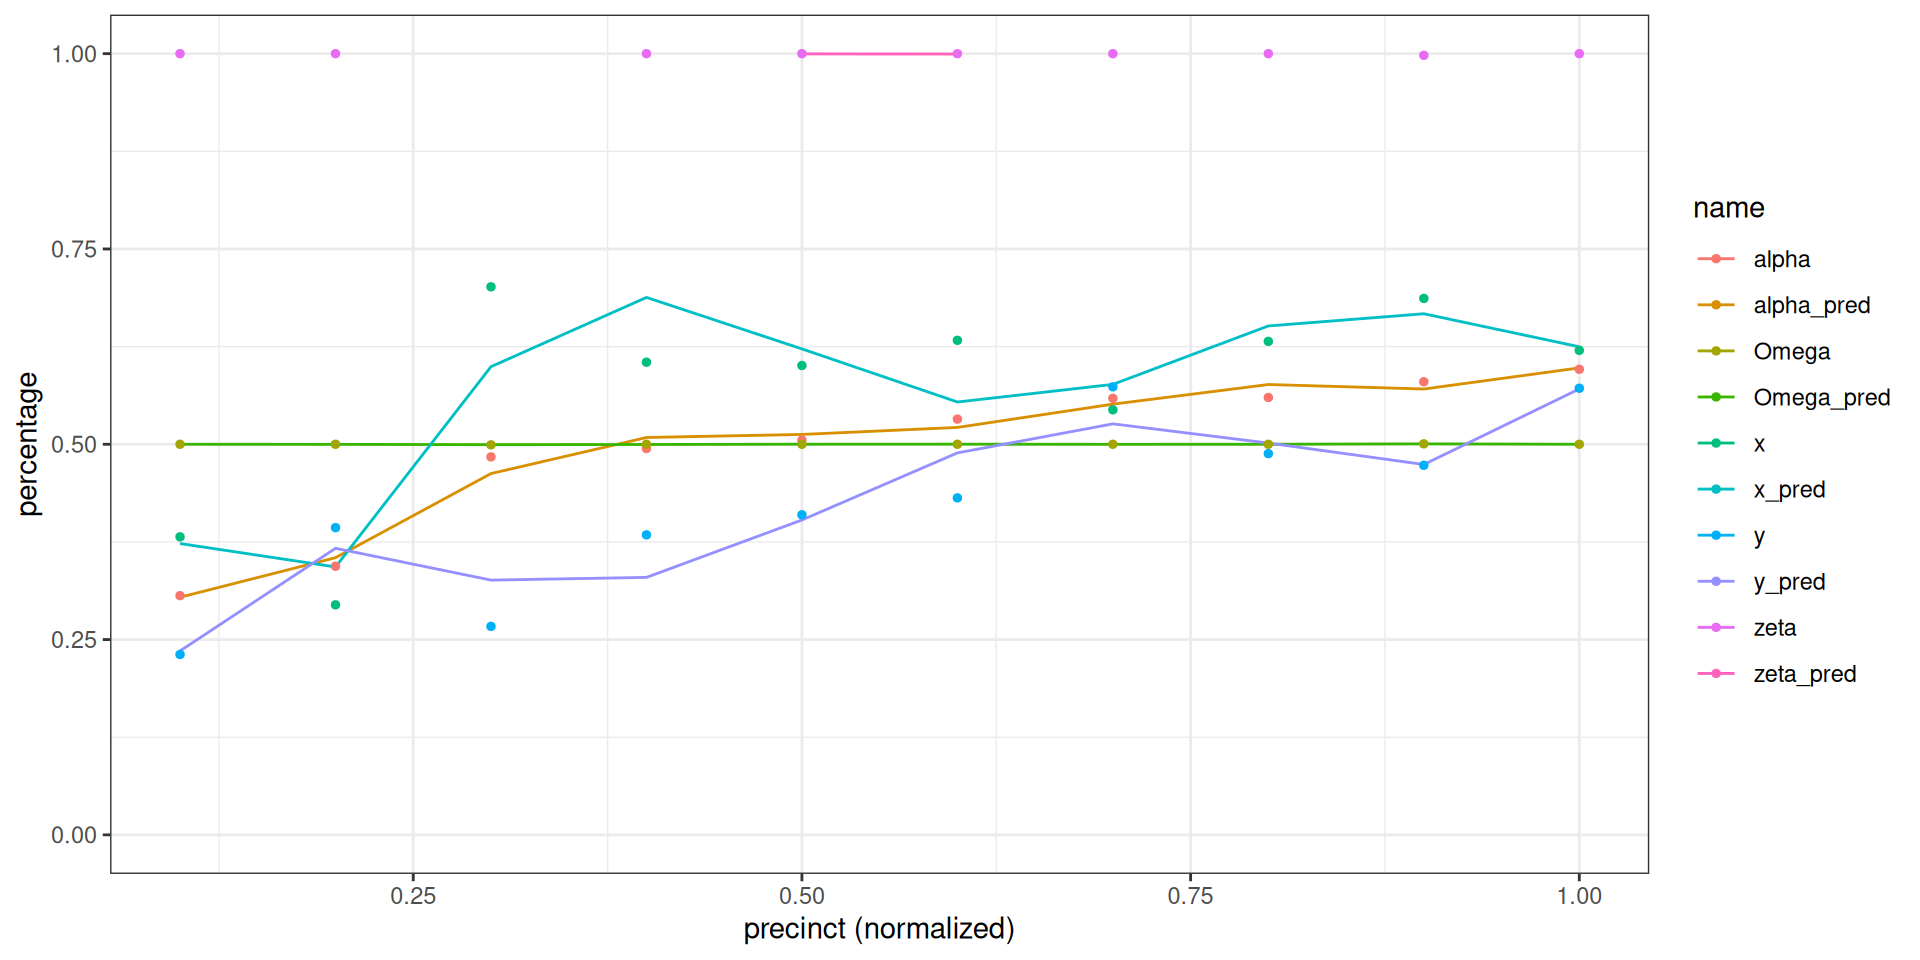 1.00
0.75
0.50
0.25
0.00
percentage
0.25
0.50
0.75
1.00
precinct (normalized)
name
alpha
alpha_pred
Omega
Omega_pred
x
x_pred
y
y_pred
zeta
zeta_pred